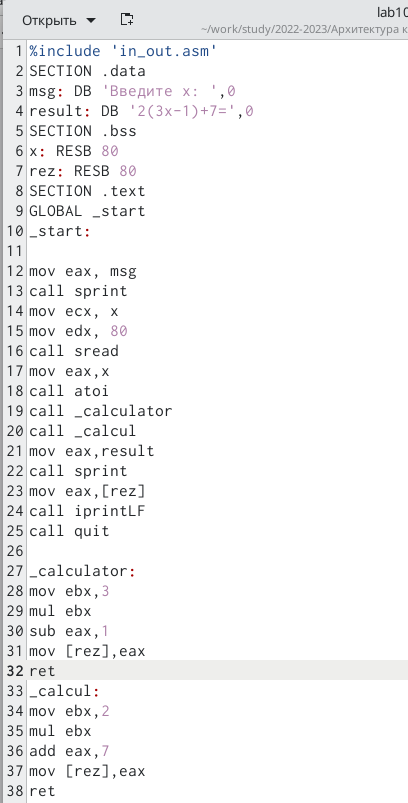 Открыть
lab10
~/work/study/2022-2023/Архитектура к
1 %include 'in_out.asm'
2 SECTION .data
3 msg: DB 'Введите x: ',0
4 result: DB '2(3x-1)+7=',0
5 SECTION .bss
6 x: RESB 80
7 rez: RESB 80
8 SECTION .text
9 GLOBAL _start
10 _start:
11
12 mov eax, msg
13 call sprint
14 mov ecx, x
15 mov edx, 80
16 call sread
17 mov eax,x
18 call atoi
19 call _calculator
20 call _calcul
21 mov eax,result
22 call sprint
23 mov eax,[rez]
24 call iprintLF
25 call quit
26
27 _calculator:
28 mov ebx,3
29 mul ebx
30 sub eax,1
31 mov [rez],eax
32 ret
33 _calcul:
34 mov ebx,2
35 mul ebx
36 add eax,7
37 mov [rez],eax
38 ret